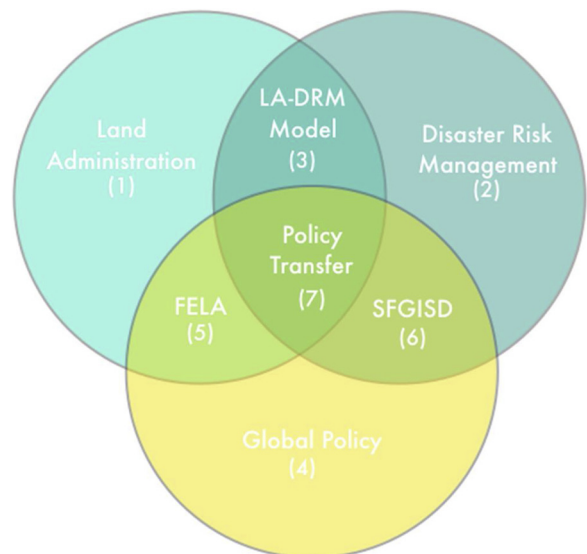 LA-DRM
Model
(3)
Land
Administration
(1)
Disaster Risk
Management
(2)
Policy
Transfer
(7)
FELA
(5)
SFGISD
(6)
Global Policy
(4)